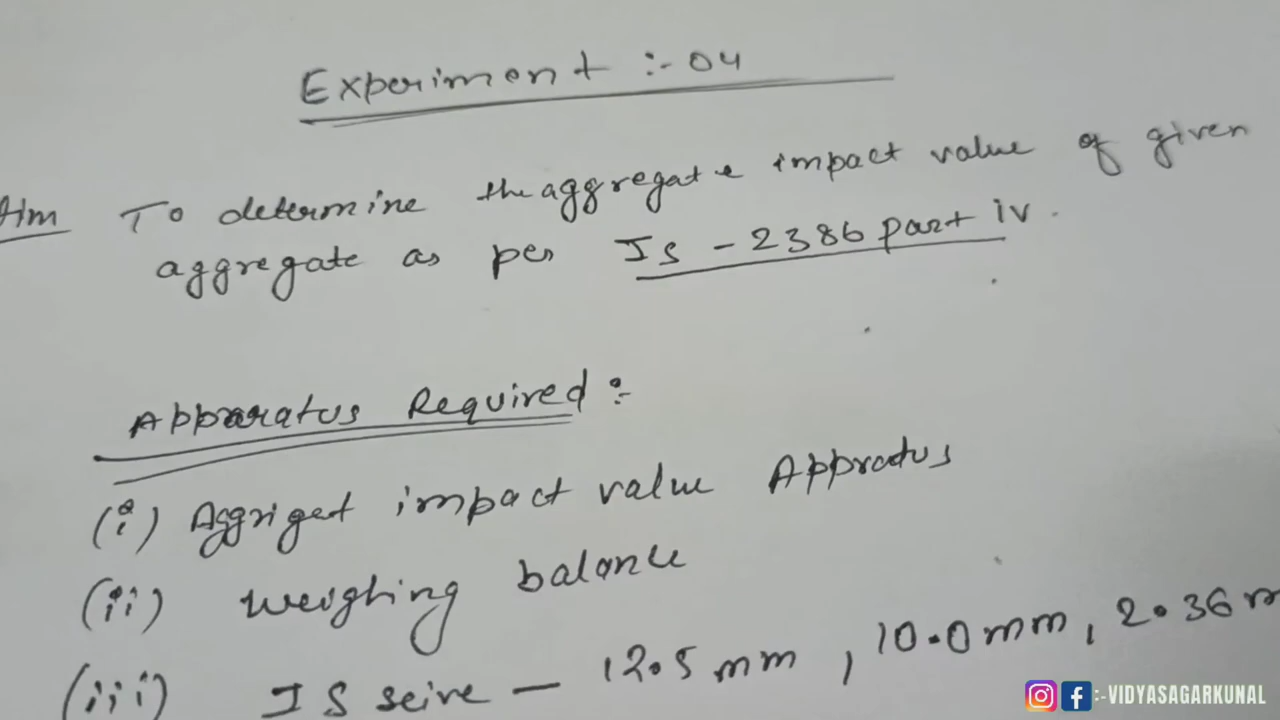 Experiment :- 04
Aim To determine the aggregate impact value of given
aggregate as per IS - 2386 part iv.
Apparatus Required :-
(i) Aggriget impact value Appratus
(ii) weighing balance
(iii) IS seive - 12.5 mm, 10.0 mm, 2.36 m
:-VIDYASAGARKUNAL